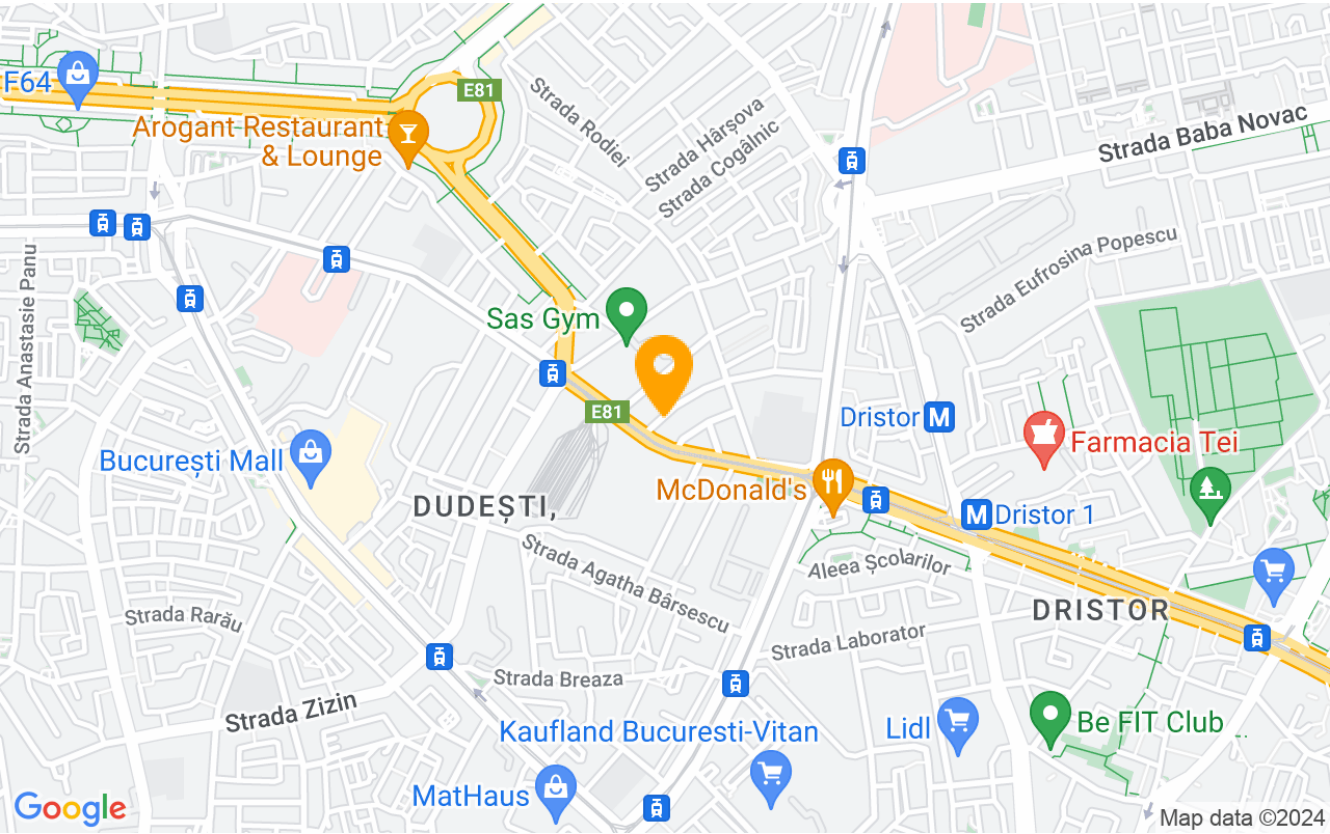 E81
F64
Strada Rodiei
Strada Hârșova
Strada Cogâlnic
Strada Baba Novac
Arogant Restaurant
& Lounge
Strada Eufrosina Popescu
Strada Anastasie Panu
Sas Gym
E81
Dristor
M
Farmacia Tei
București Mall
McDonald's
DUDEȘTI,
M
Dristor 1
Strada Agatha Bârsescu
Aleea Școlarilor
DRISTOR
Strada Rarău
Strada Laborator
Strada Breaza
Strada Zizin
Kaufland Bucuresti-Vitan
Lidl
Be FIT Club
MatHaus
Google
Map data ©2024